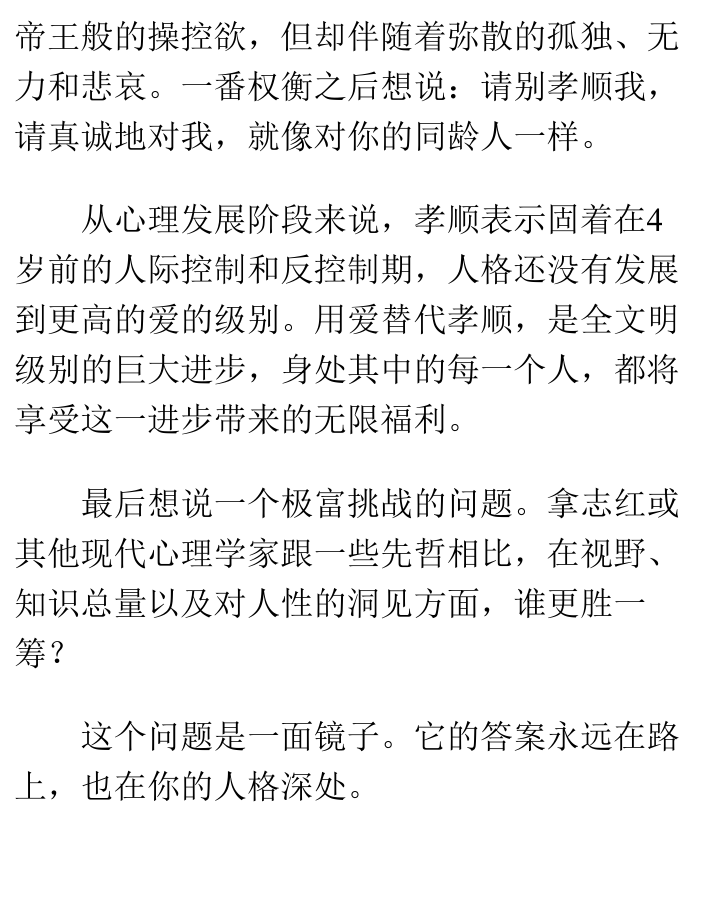 帝王般的操控欲，但却伴随着弥散的孤独、无
力和悲哀。一番权衡之后想说：请别孝顺我，
请真诚地对我，就像对你的同龄人一样。
从心理发展阶段来说，孝顺表示固着在4
岁前的人际控制和反控制期，人格还没有发展
到更高的爱的级别。用爱替代孝顺，是全文明
级别的巨大进步，身处其中的每一个人，都将
享受这一进步带来的无限福利。
最后想说一个极富挑战的问题。拿志红或
其他现代心理学家跟一些先哲相比，在视野、
知识总量以及对人性的洞见方面，谁更胜一
筹？
这个问题是一面镜子。它的答案永远在路
上，也在你的人格深处。